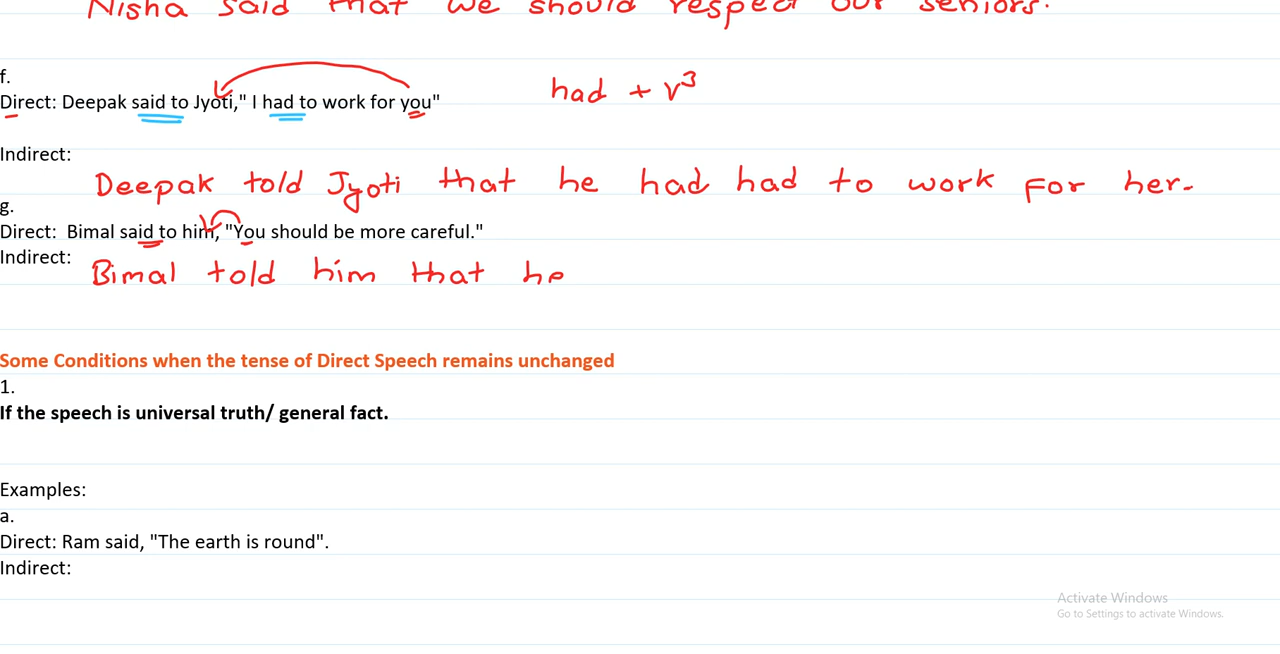 Nisha said that we should respect our seniors.
f.
Direct: Deepak said to Jyoti," I had to work for you"
had + v3
Indirect:
Deepak told Jyoti that he had had to work For her.
g.
Direct: Bimal said to him, "You should be more careful."
Indirect:
Bimal told him that he
Some Conditions when the tense of Direct Speech remains unchanged
1.
If the speech is universal truth/ general fact.
Examples:
a.
Direct: Ram said, "The earth is round".
Indirect:
Activate Windows
Go to Settings to activate Windows.